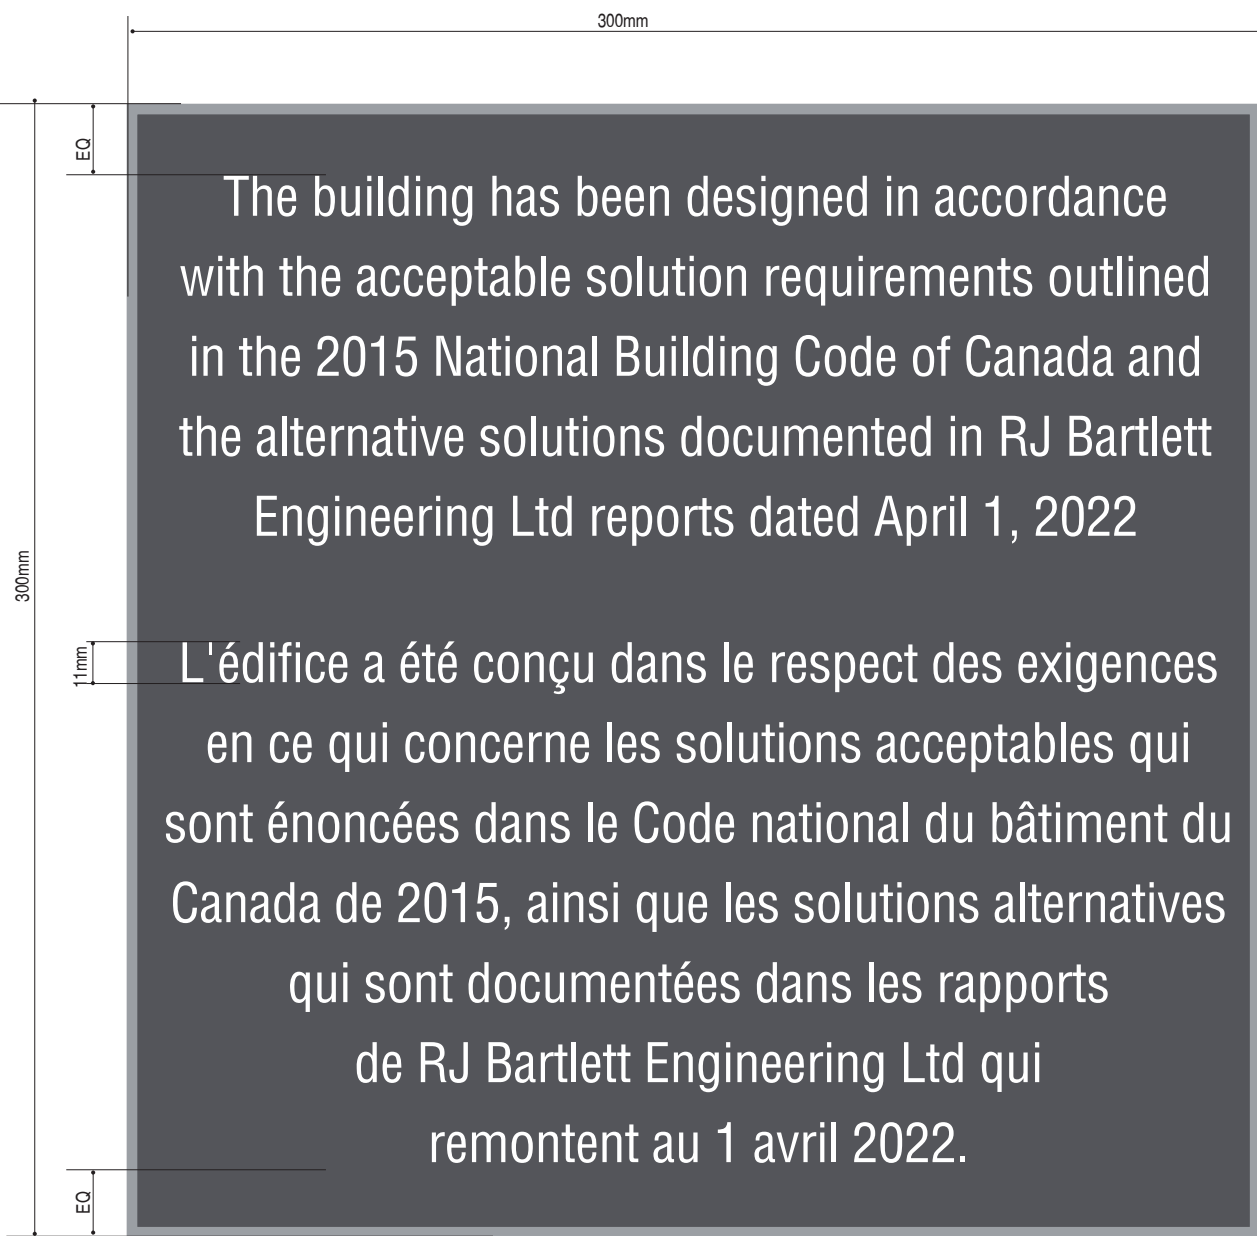 300mm
EQ
The building has been designed in accordance
with the acceptable solution requirements outlined
in the 2015 National Building Code of Canada and
the alternative solutions documented in RJ Bartlett
Engineering Ltd reports dated April 1, 2022
300mm
11mm
L'édifice a été conçu dans le respect des exigences
en ce qui concerne les solutions acceptables qui
sont énoncées dans le Code national du bâtiment du
Canada de 2015, ainsi que les solutions alternatives
qui sont documentées dans les rapports
de RJ Bartlett Engineering Ltd qui
remontent au 1 avril 2022.
EQ